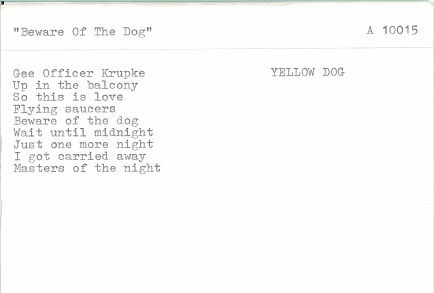 "Beware Of The Dog"
A 10015
Gee Officer Krupke
YELLOW DOG
Up in the balcony
So this is love
Flying saucers
Beware of the dog
Wait until midnight
Just one more night
I got carried away
Masters of the night